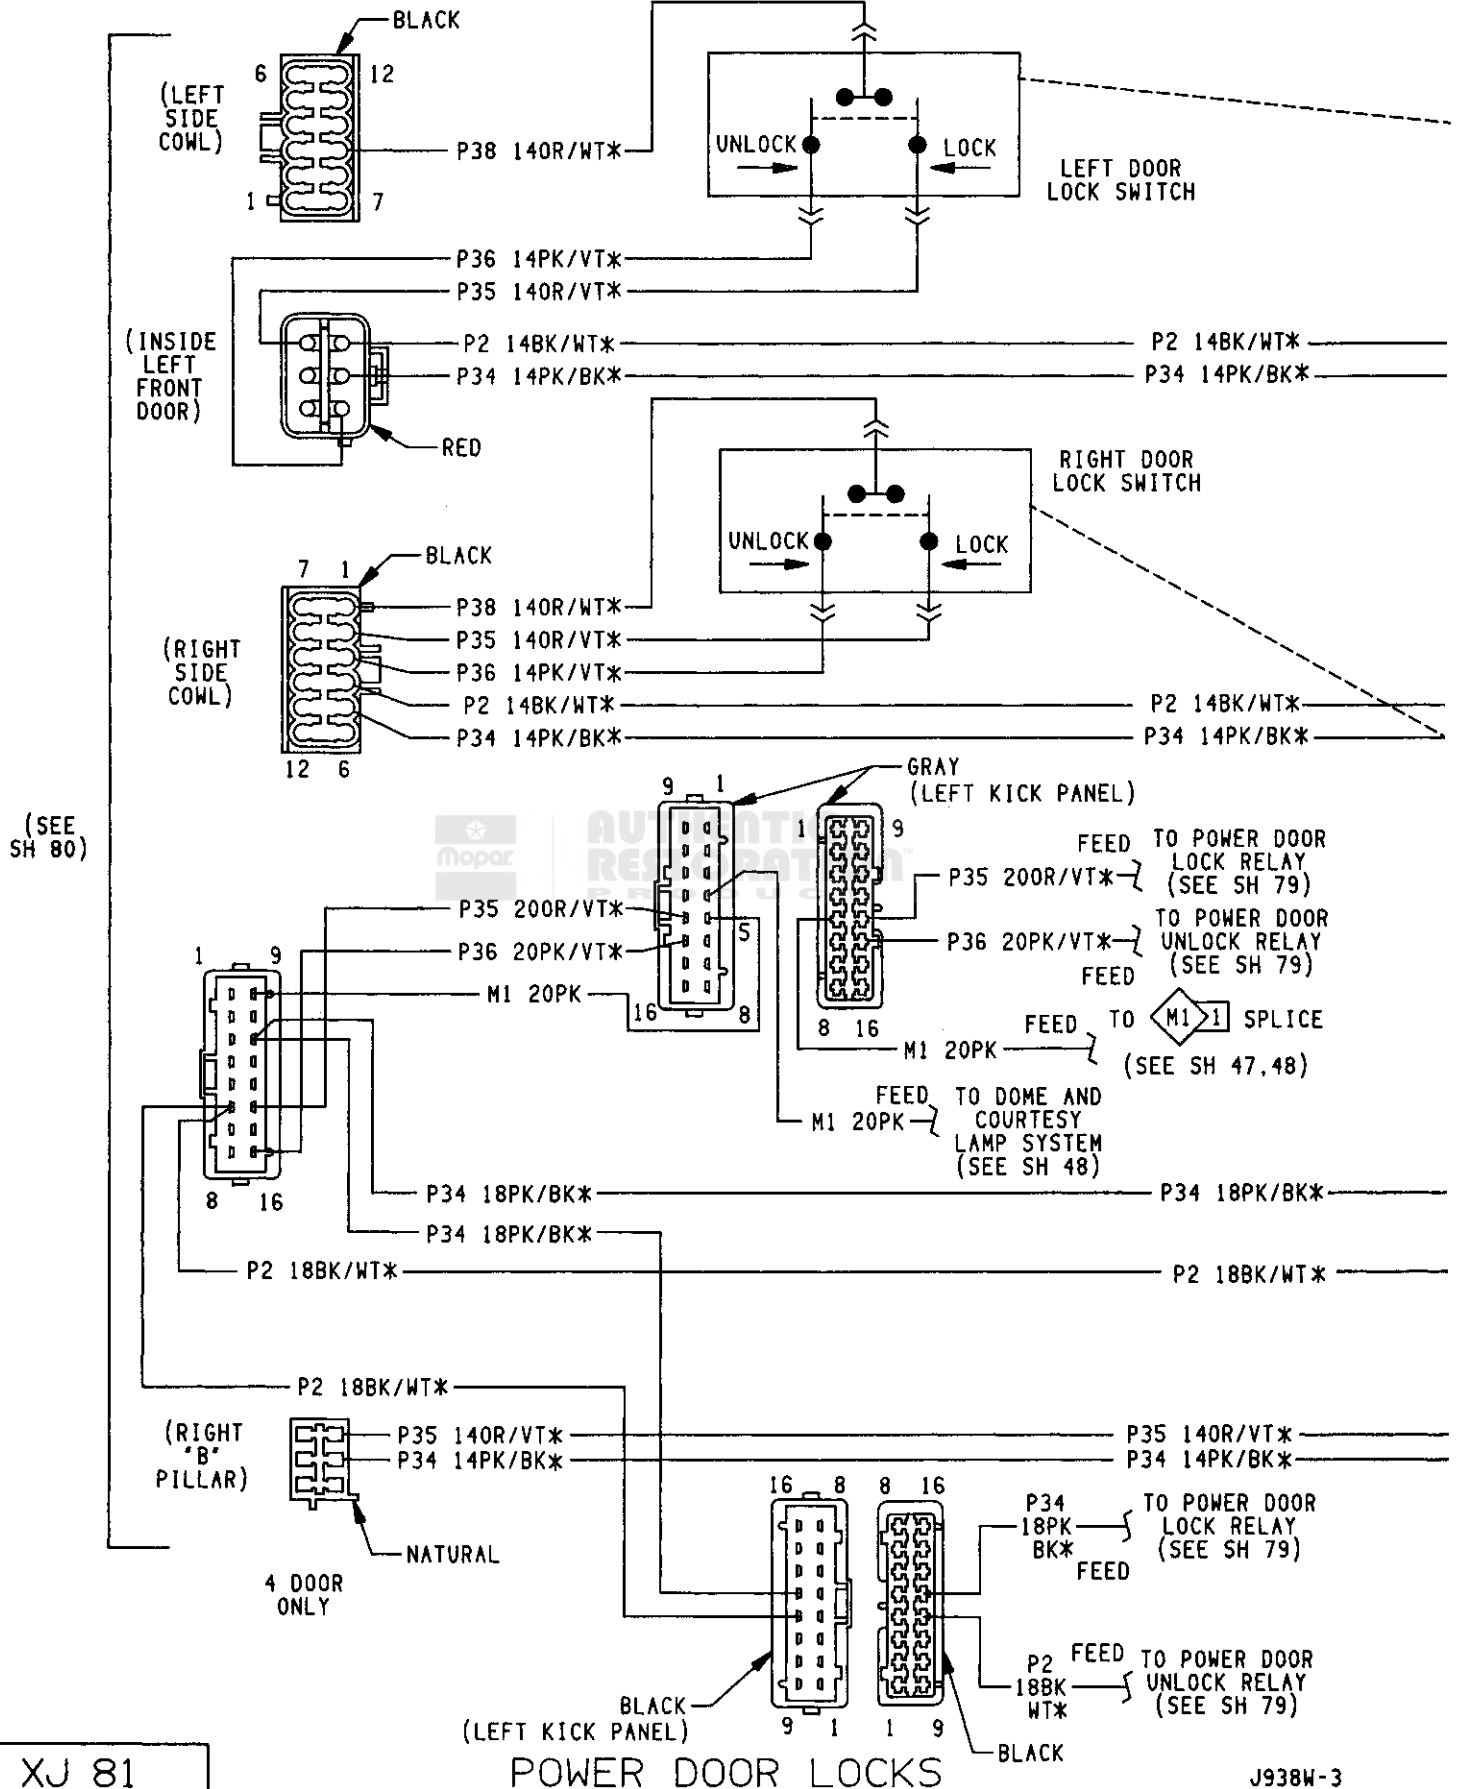 BLACK
6
12
(LEFT
SIDE
COWL)
P38 14OR/WT*
UNLOCK
LOCK
LEFT DOOR
LOCK SWITCH
1
7
P36 14PK/VT*
P35 14OR/VT*
(INSIDE
LEFT
FRONT
DOOR)
P2 14BK/WT*
P2 14BK/WT*
P34 14PK/BK*
P34 14PK/BK*
RED
RIGHT DOOR
LOCK SWITCH
UNLOCK
LOCK
BLACK
7 1
P38 14OR/WT*
P35 14OR/VT*
(RIGHT
SIDE
COWL)
P36 14PK/VT*
P2 14BK/WT*
P2 14BK/WT*
P34 14PK/BK*
P34 14PK/BK*
12 6
GRAY
(LEFT KICK PANEL)
9 1
1 9
(SEE
SH 80)
mopar
AUTHENTIC
RESTORATION™
PRODUC
FEED
TO POWER DOOR
LOCK RELAY
(SEE SH 79)
P35 20OR/VT*
P35 20OR/VT*
5
TO POWER DOOR
UNLOCK RELAY
(SEE SH 79)
P36 20PK/VT*
P36 20PK/VT*
FEED
1 9
M1 20PK
16 8
8 16
FEED
TO M1 1 SPLICE
(SEE SH 47,48)
M1 20PK
FEED
TO DOME AND
COURTESY
LAMP SYSTEM
(SEE SH 48)
M1 20PK
8 16
P34 18PK/BK*
P34 18PK/BK*
P34 18PK/BK*
P2 18BK/WT*
P2 18BK/WT*
P2 18BK/WT*
(RIGHT
"B"
PILLAR)
P35 14OR/VT*
P35 14OR/VT*
P34 14PK/BK*
P34 14PK/BK*
NATURAL
4 DOOR
ONLY
16 8
8 16
P34
18PK
BK*
TO POWER DOOR
LOCK RELAY
(SEE SH 79)
FEED
P2
18BK
WT*
FEED
TO POWER DOOR
UNLOCK RELAY
(SEE SH 79)
BLACK
(LEFT KICK PANEL)
9 1
1 9
BLACK
XJ 81
POWER DOOR LOCKS
J938W-3